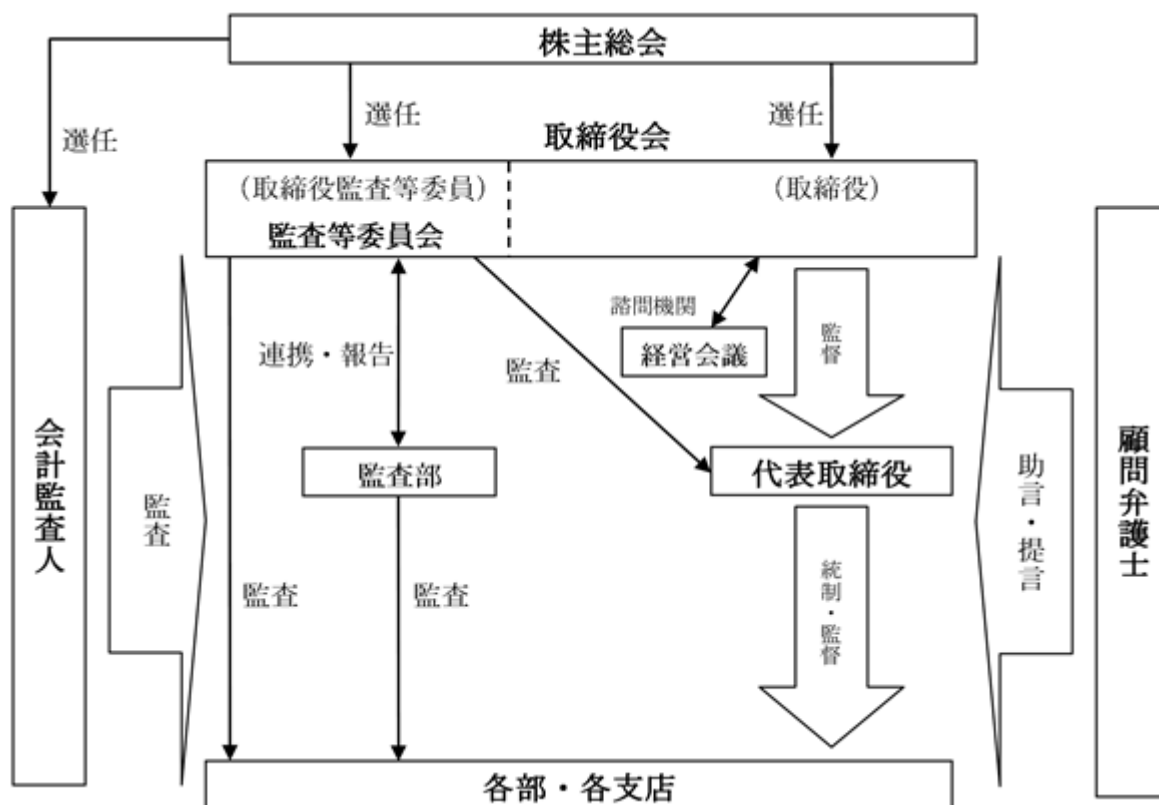 株主総会
選任
選任
選任
取締役会
（取締役監査等委員）
（取締役）
監査等委員会
諮問機関
経営会議
監督
連携・報告
監査
会計監査人
監査
監査部
代表取締役
助言・提言
顧問弁護士
監査
監査
統制・監督
各部・各支店